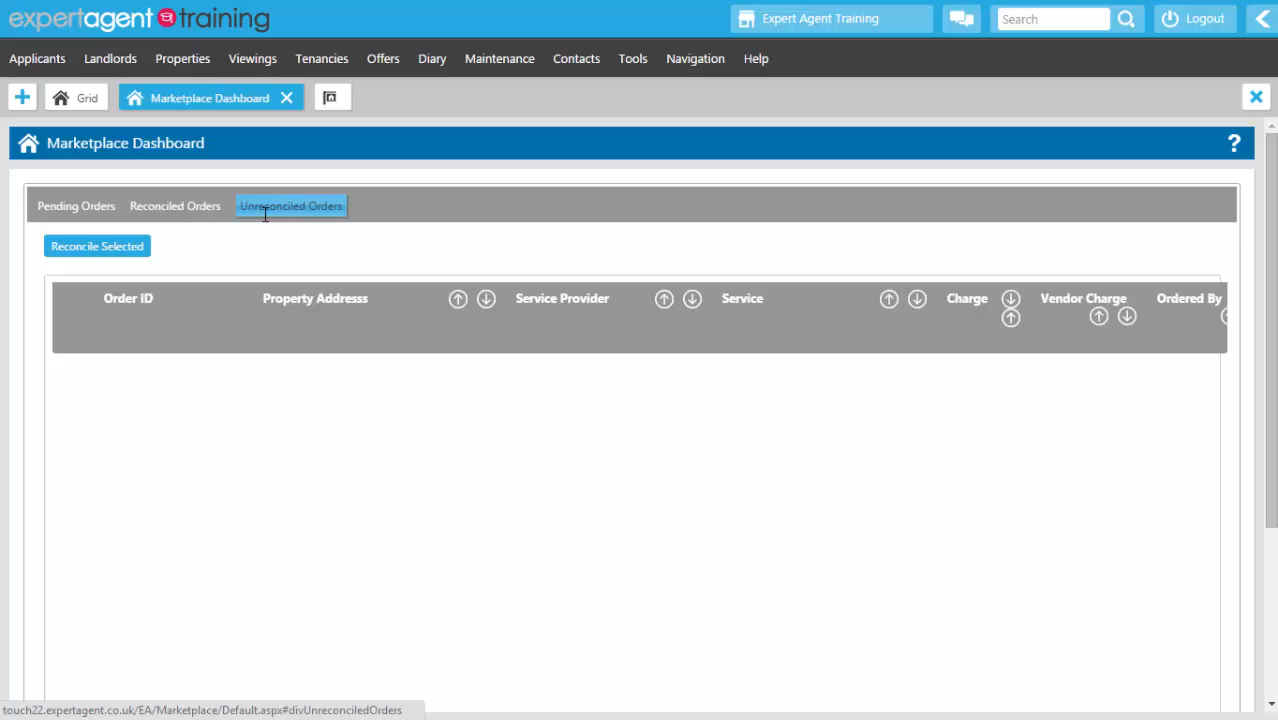 expertagent training
Expert Agent Training
Search
Logout
Applicants Landlords Properties Viewings Tenancies Offers Diary Maintenance Contacts Tools Navigation Help
Grid
Marketplace Dashboard
Marketplace Dashboard
?
Pending Orders Reconciled Orders Unreconciled Orders
Reconcile Selected
Order ID Property Addresss Service Provider Service Charge Vendor Charge Ordered By
touch22.expertagent.co.uk/EA/Marketplace/Default.aspx#divUnreconciledOrders